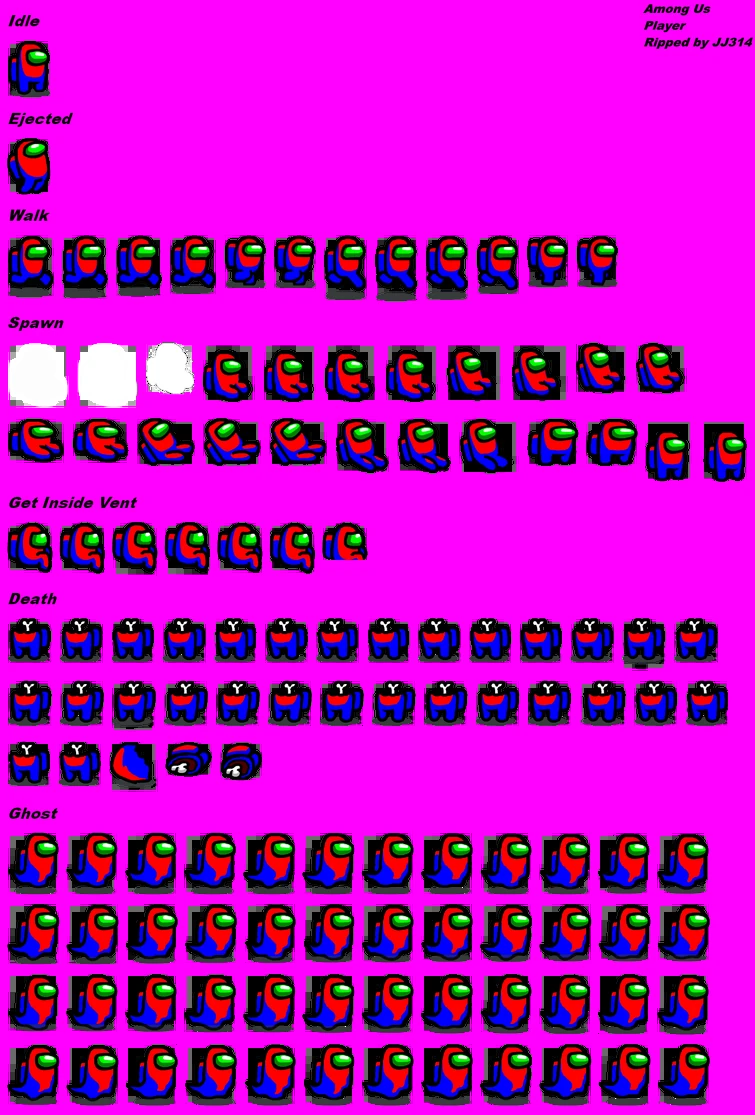 Idle
Among Us
Player
Ripped by JJ314
Ejected
Walk
Spawn
Get Inside Vent
Death
Ghost